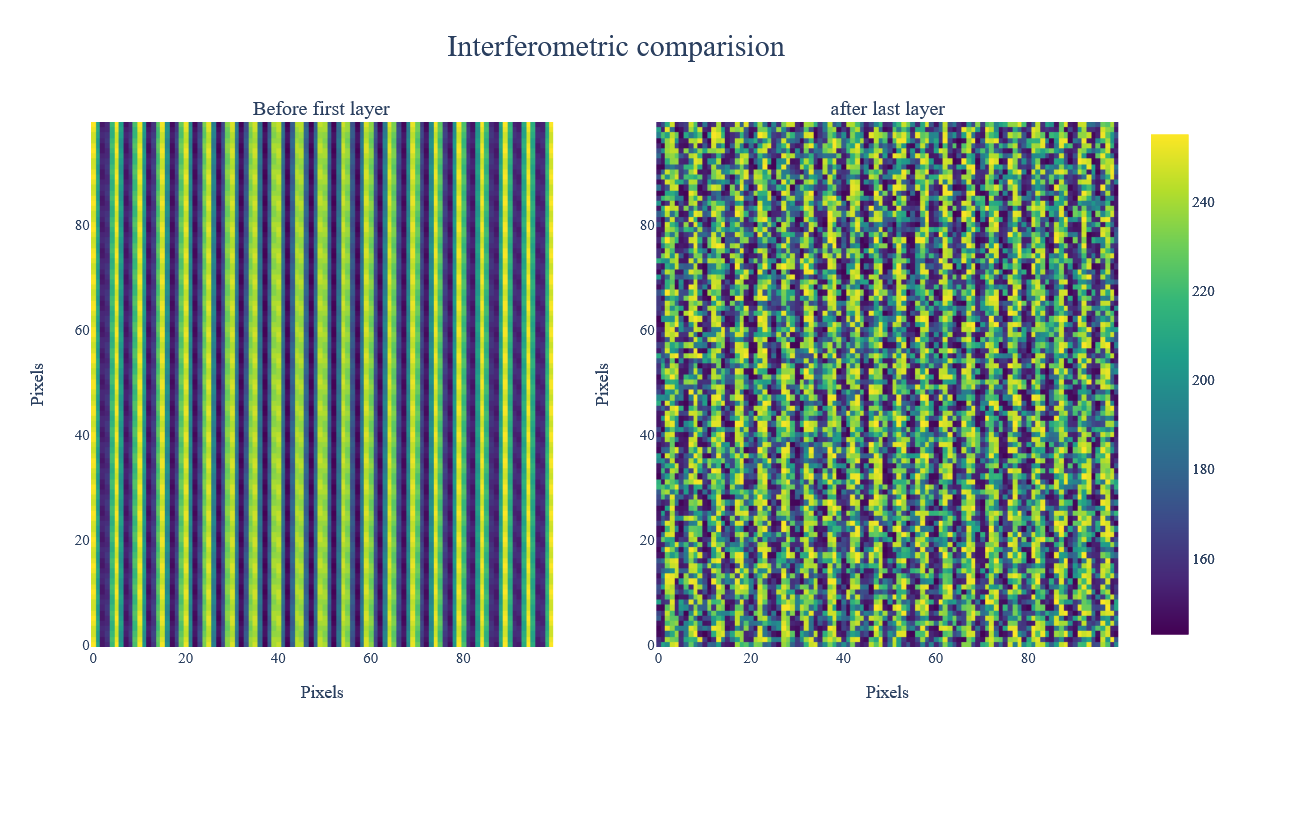 Interferometric comparision
Before first layer
after last layer
80
60
40
20
0
Pixels
0 20 40 60 80
Pixels
80
60
40
20
0
Pixels
0 20 40 60 80
Pixels
240
220
200
180
160